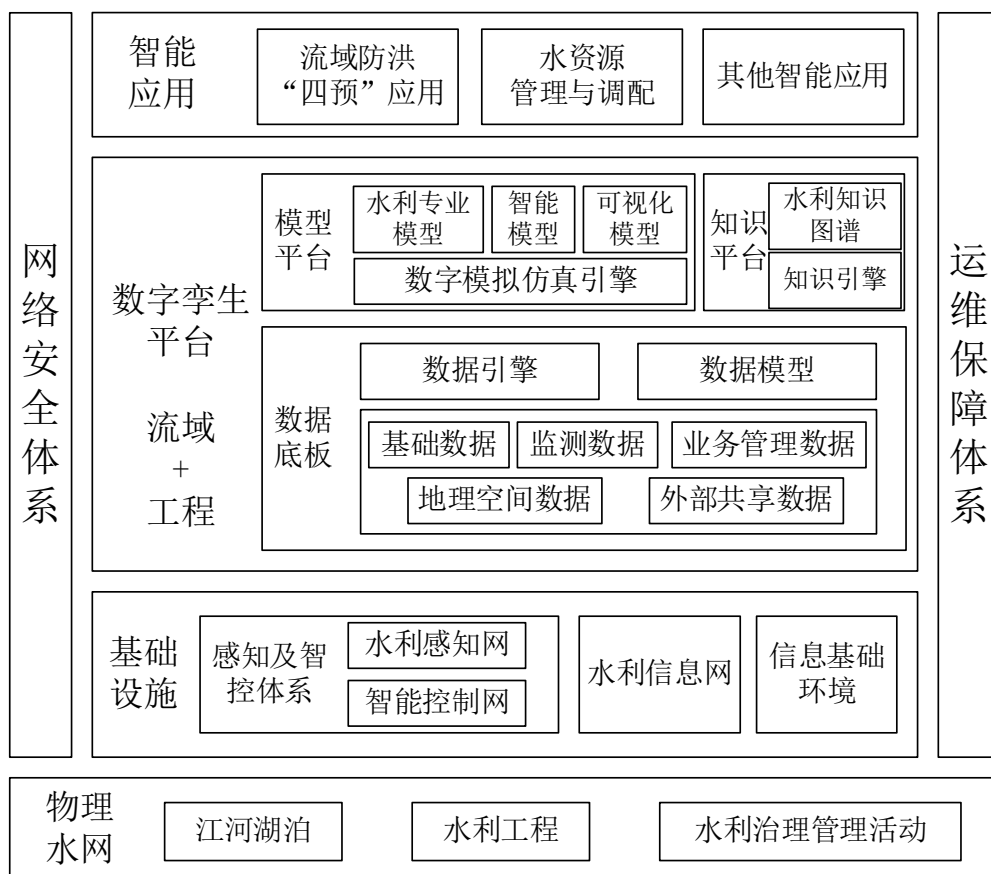 网络安全体系
智能
应用
流域防洪
“四预”应用
水资源
管理与调配
其他智能应用
数字孪生
平台
流域
+
工程
模型
平台
水利专业
模型
智能
模型
可视化
模型
数字模拟仿真引擎
知识
平台
水利知识
图谱
知识引擎
数据
底板
数据引擎
数据模型
基础数据
监测数据
业务管理数据
地理空间数据
外部共享数据
基础
设施
感知及智
控体系
水利感知网
智能控制网
水利信息网
信息基础
环境
运维保障体系
物理
水网
江河湖泊
水利工程
水利治理管理活动